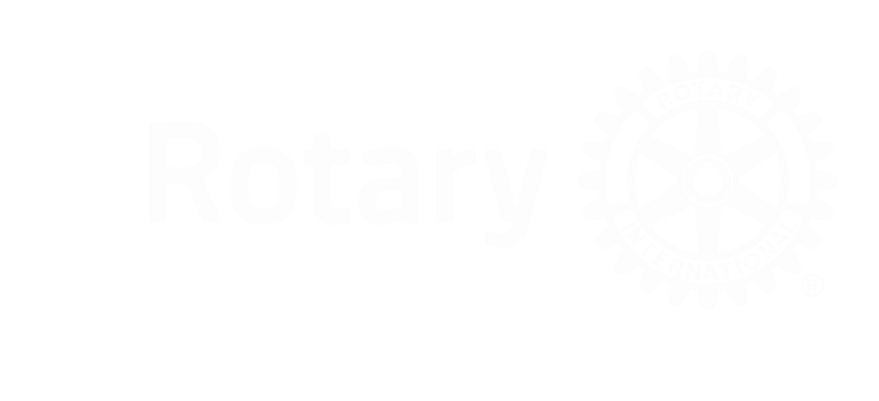 Rotary
ROTARY
INTERNATIONAL
®